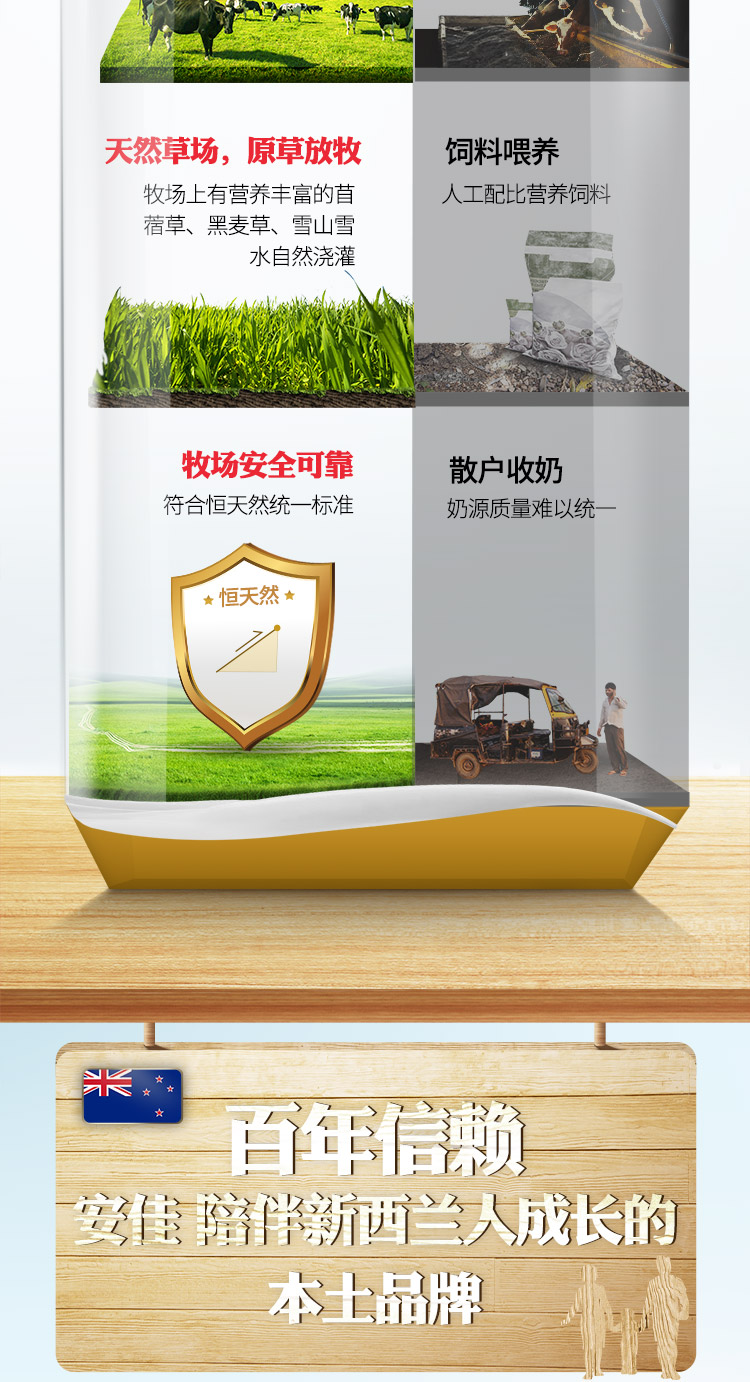 天然草场，原草放牧
牧场上有营养丰富的苜
蓿草、黑麦草、雪山雪
水自然浇灌
饲料喂养
人工配比营养饲料
牧场安全可靠
符合恒天然统一标准
恒天然
散户收奶
奶源质量难以统一
百年信赖
安佳 陪伴新西兰人成长的
本土品牌